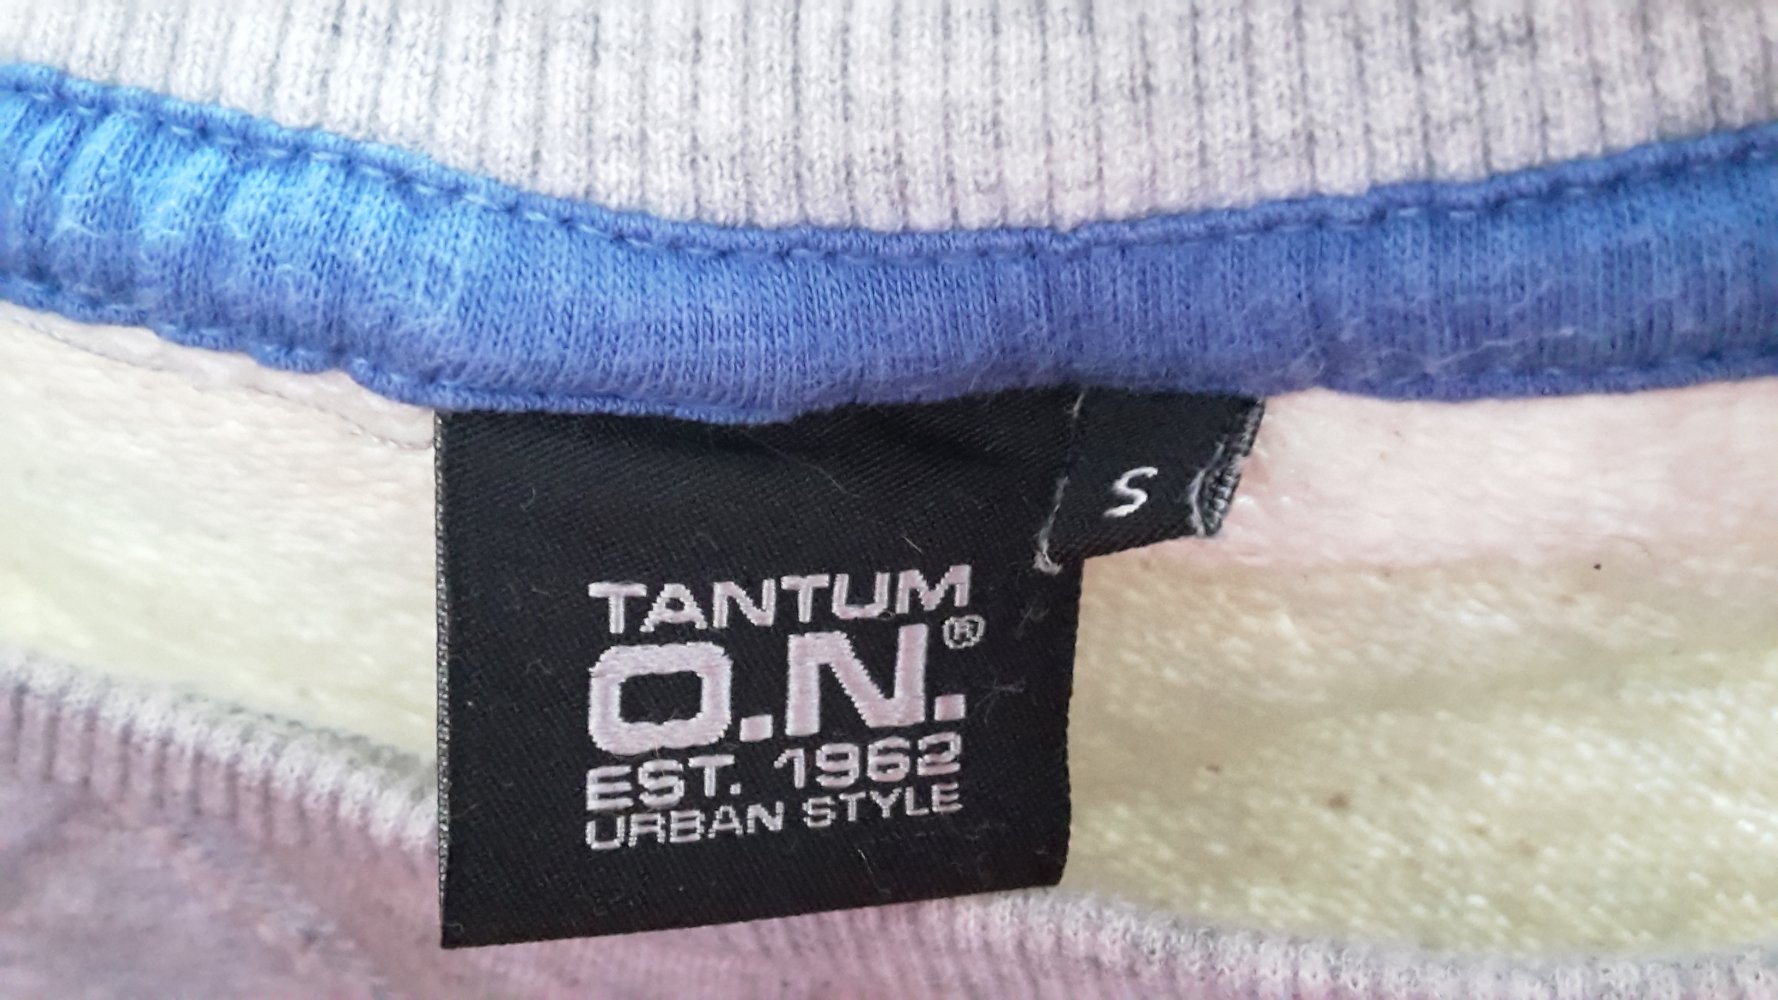 S
TANTUM
O.N.®
EST. 1962
URBAN STYLE